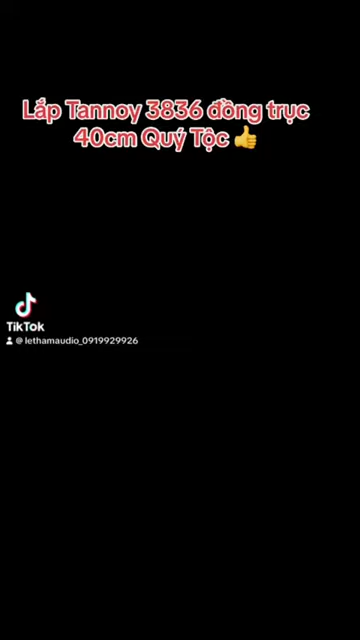 Lắp Tannoy 3836 đồng trục
40cm Quý Tộc 👍
TikTok
@ lethamaudio_0919929926